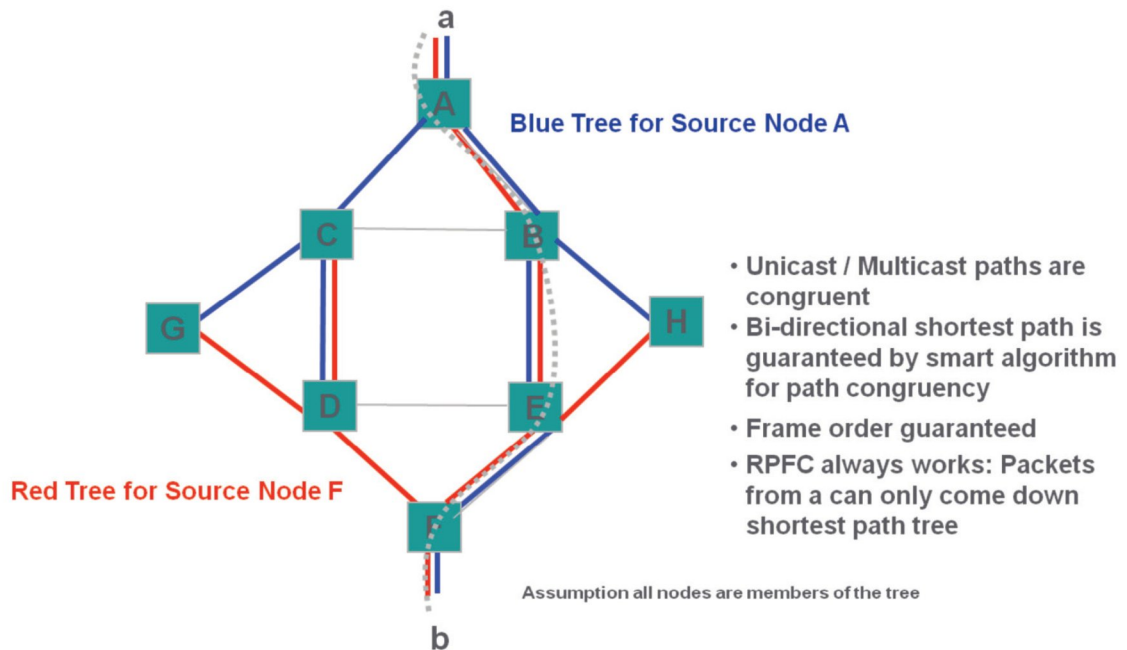 a
A
Blue Tree for Source Node A
C
B
• Unicast / Multicast paths are
congruent
G
H
• Bi-directional shortest path is
guaranteed by smart algorithm
for path congruency
D
E
• Frame order guaranteed
• RPFC always works: Packets
from a can only come down
shortest path tree
Red Tree for Source Node F
F
Assumption all nodes are members of the tree
b